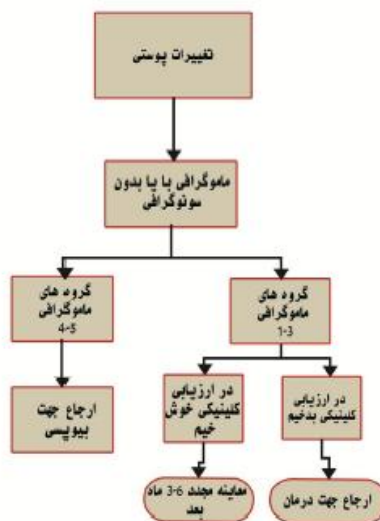 تغییرات پوستی
ماموگرافی با یا بدون
سونوگرافی
گروه های
ماموگرافی
1-3
گروه های
ماموگرافی
4-5
در ارزیابی
کلینیکی بدخیم
در ارزیابی
کلینیکی خوش
خیم
ارجاع جهت
بیوپسی
ارجاع جهت درمان
معاینه مجدد 6-3 ماه
بعد